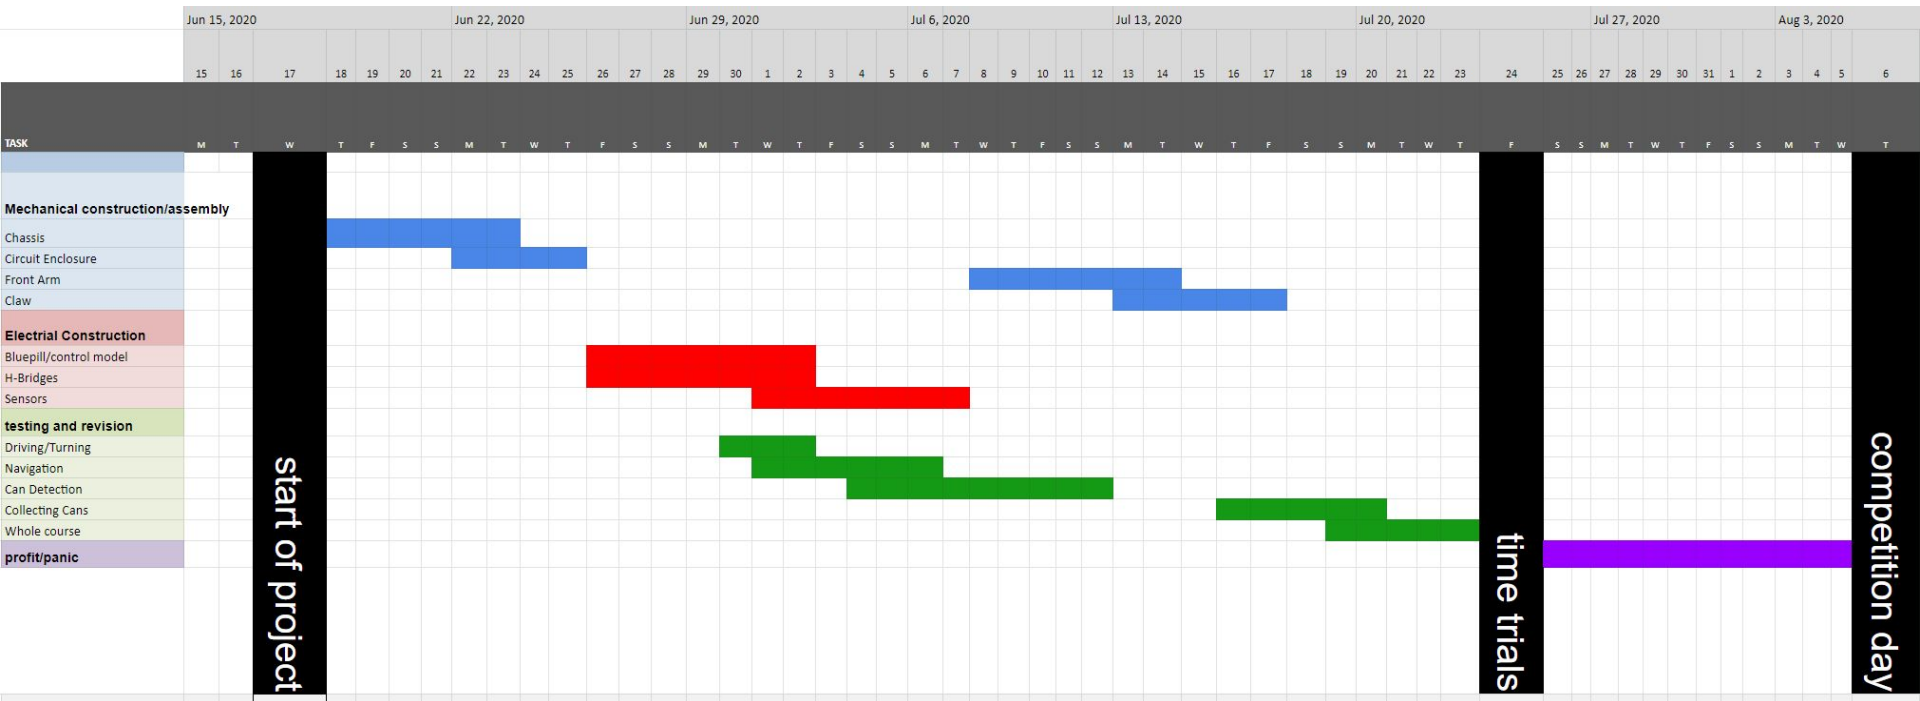 Jun 15, 2020 Jun 22, 2020 Jun 29, 2020 Jul 6, 2020 Jul 13, 2020 Jul 20, 2020 Jul 27, 2020 Aug 3, 2020
15 16 17 18 19 20 21 22 23 24 25 26 27 28 29 30 1 2 3 4 5 6 7 8 9 10 11 12 13 14 15 16 17 18 19 20 21 22 23 24 25 26 27 28 29 30 31 1 2 3 4 5 6
TASK M T W T F S S M T W T F S S M T W T F S S M T W T F S S M T W T F S S M T W T F S S M T W T F S S M T W T
Mechanical construction/assembly
Chassis
Circuit Enclosure
Front Arm
Claw
Electrial Construction
Bluepill/control model
H-Bridges
Sensors
testing and revision
Driving/Turning
Navigation
Can Detection
Collecting Cans
Whole course
profit/panic
start of project
time trials
competition day